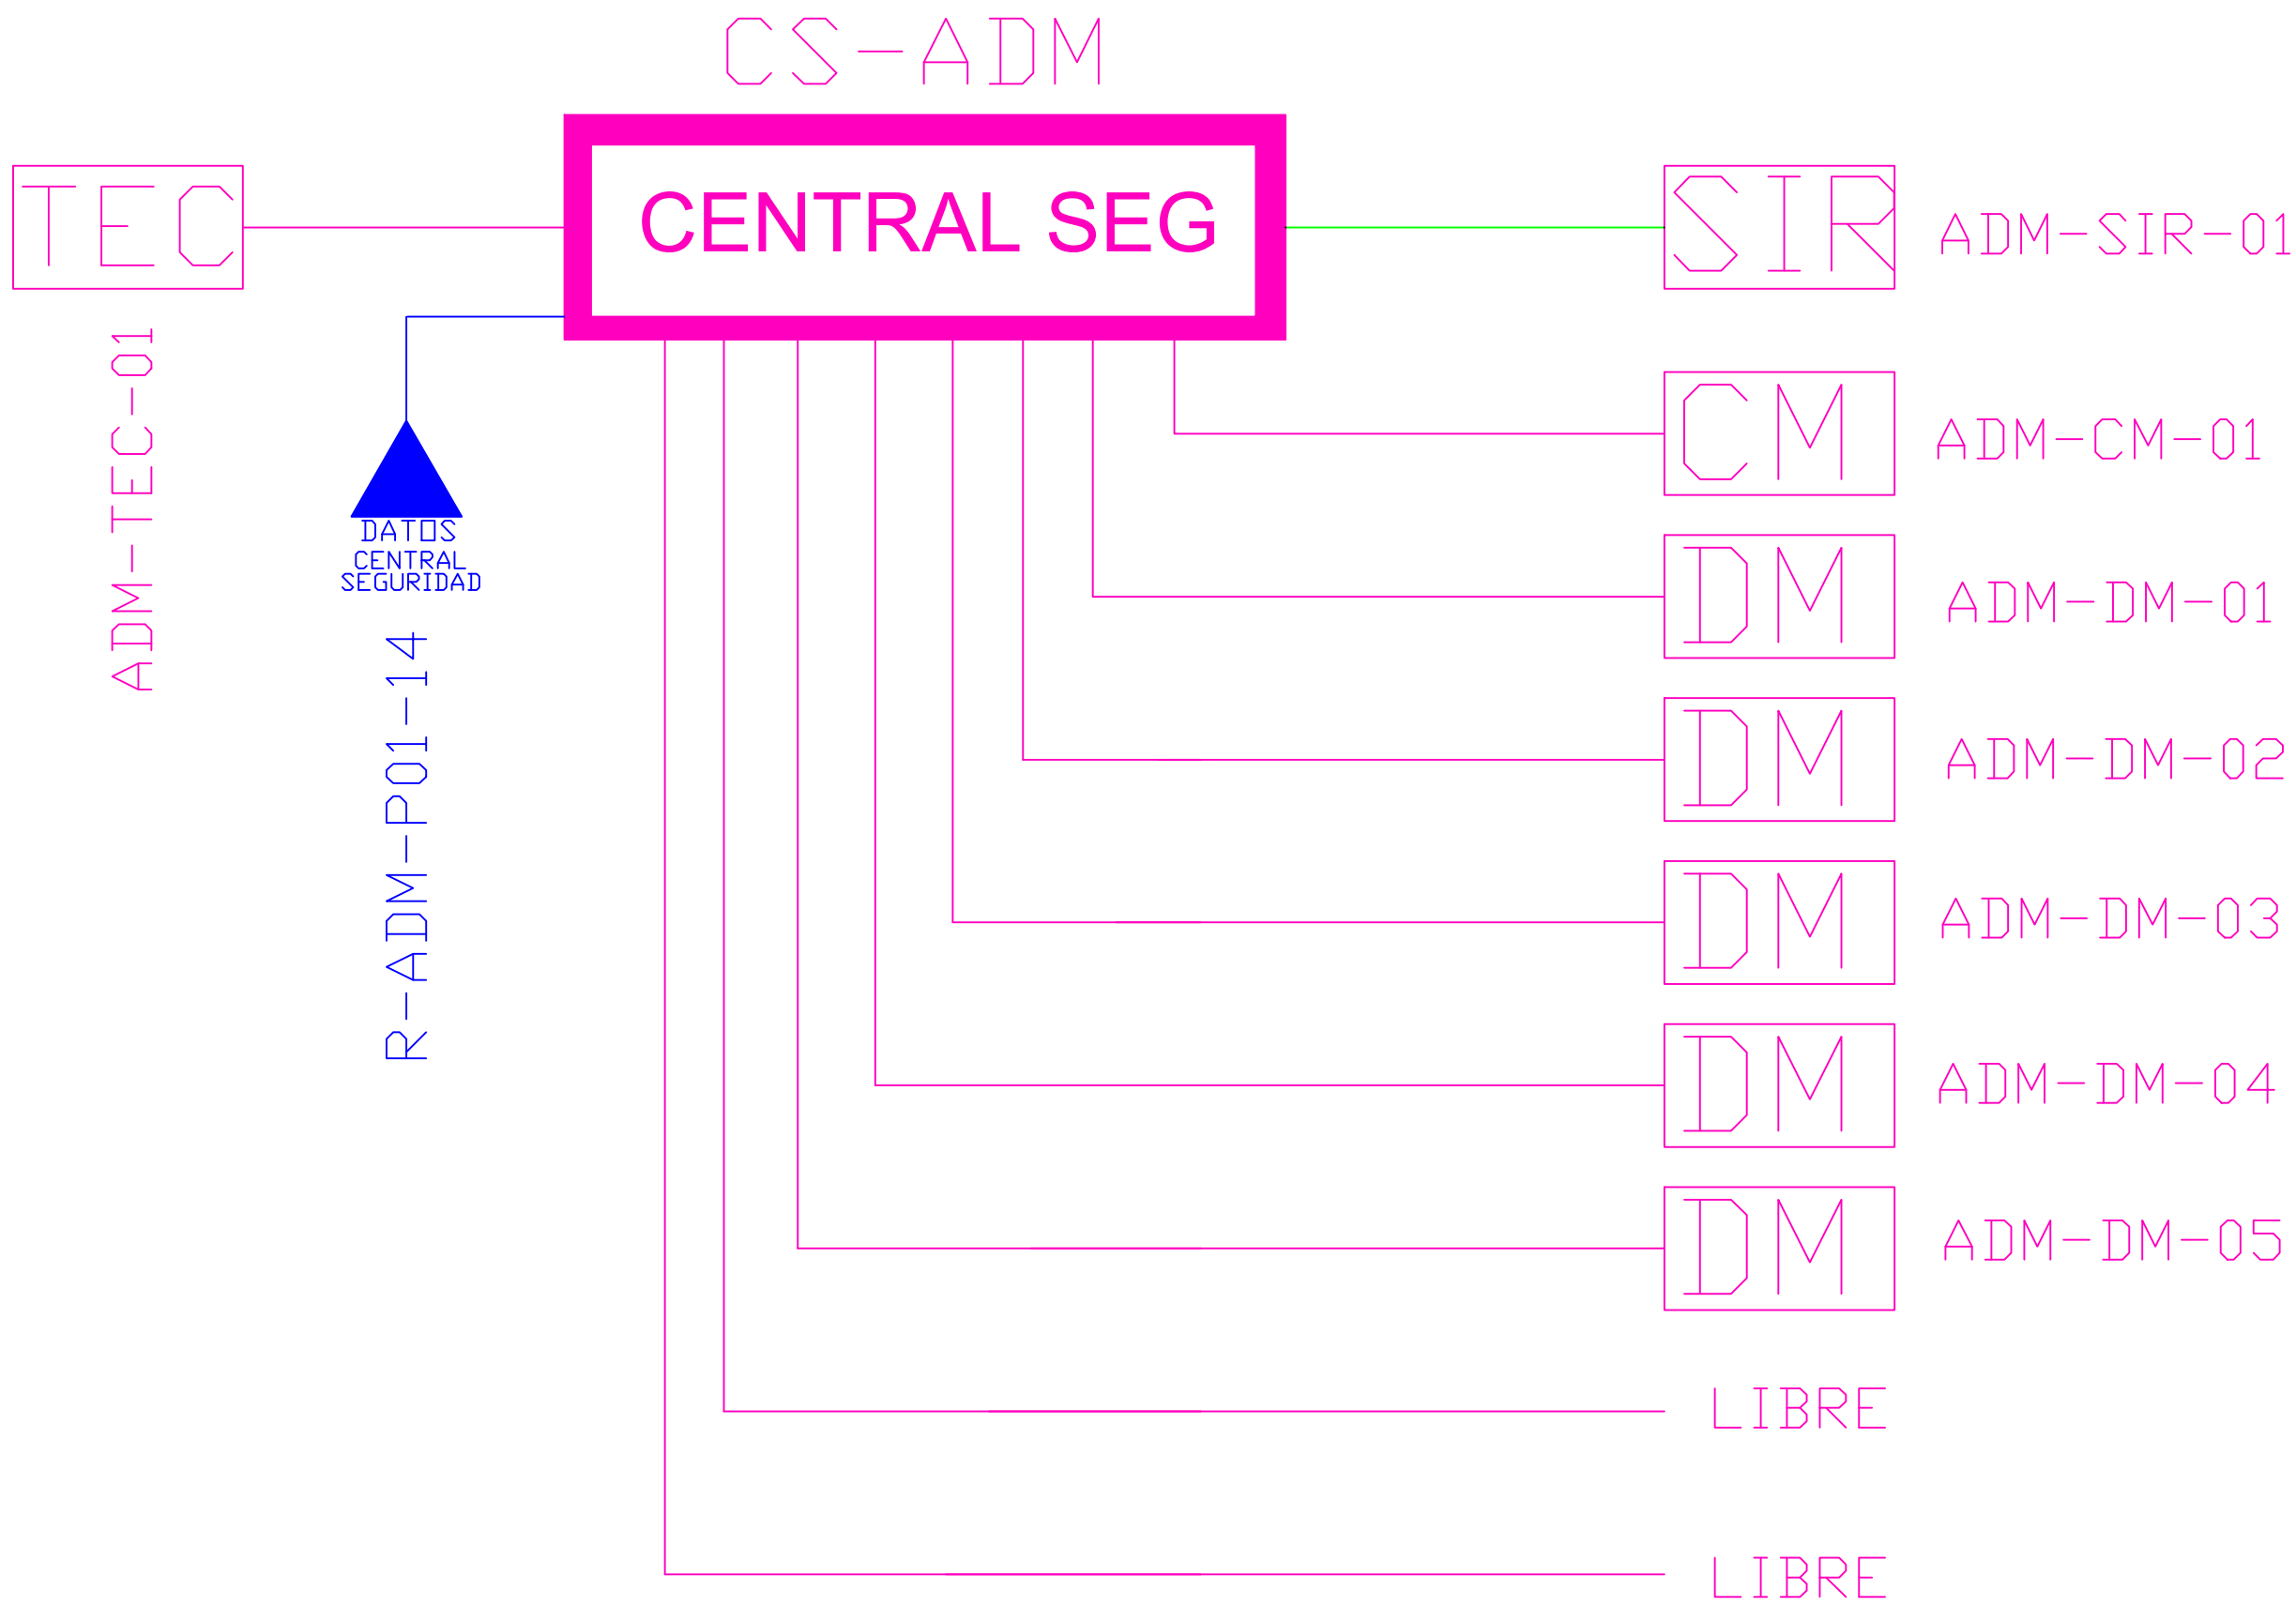 CS-ADM
TEC
CENTRAL SEG
SIR
ADM-SIR-01
ADM-TEC-01
CM
ADM-CM-01
DATOS
CENTRAL
SEGURIDAD
R-ADM-P01-14
DM
ADM-DM-01
DM
ADM-DM-02
DM
ADM-DM-03
DM
ADM-DM-04
DM
ADM-DM-05
LIBRE
LIBRE